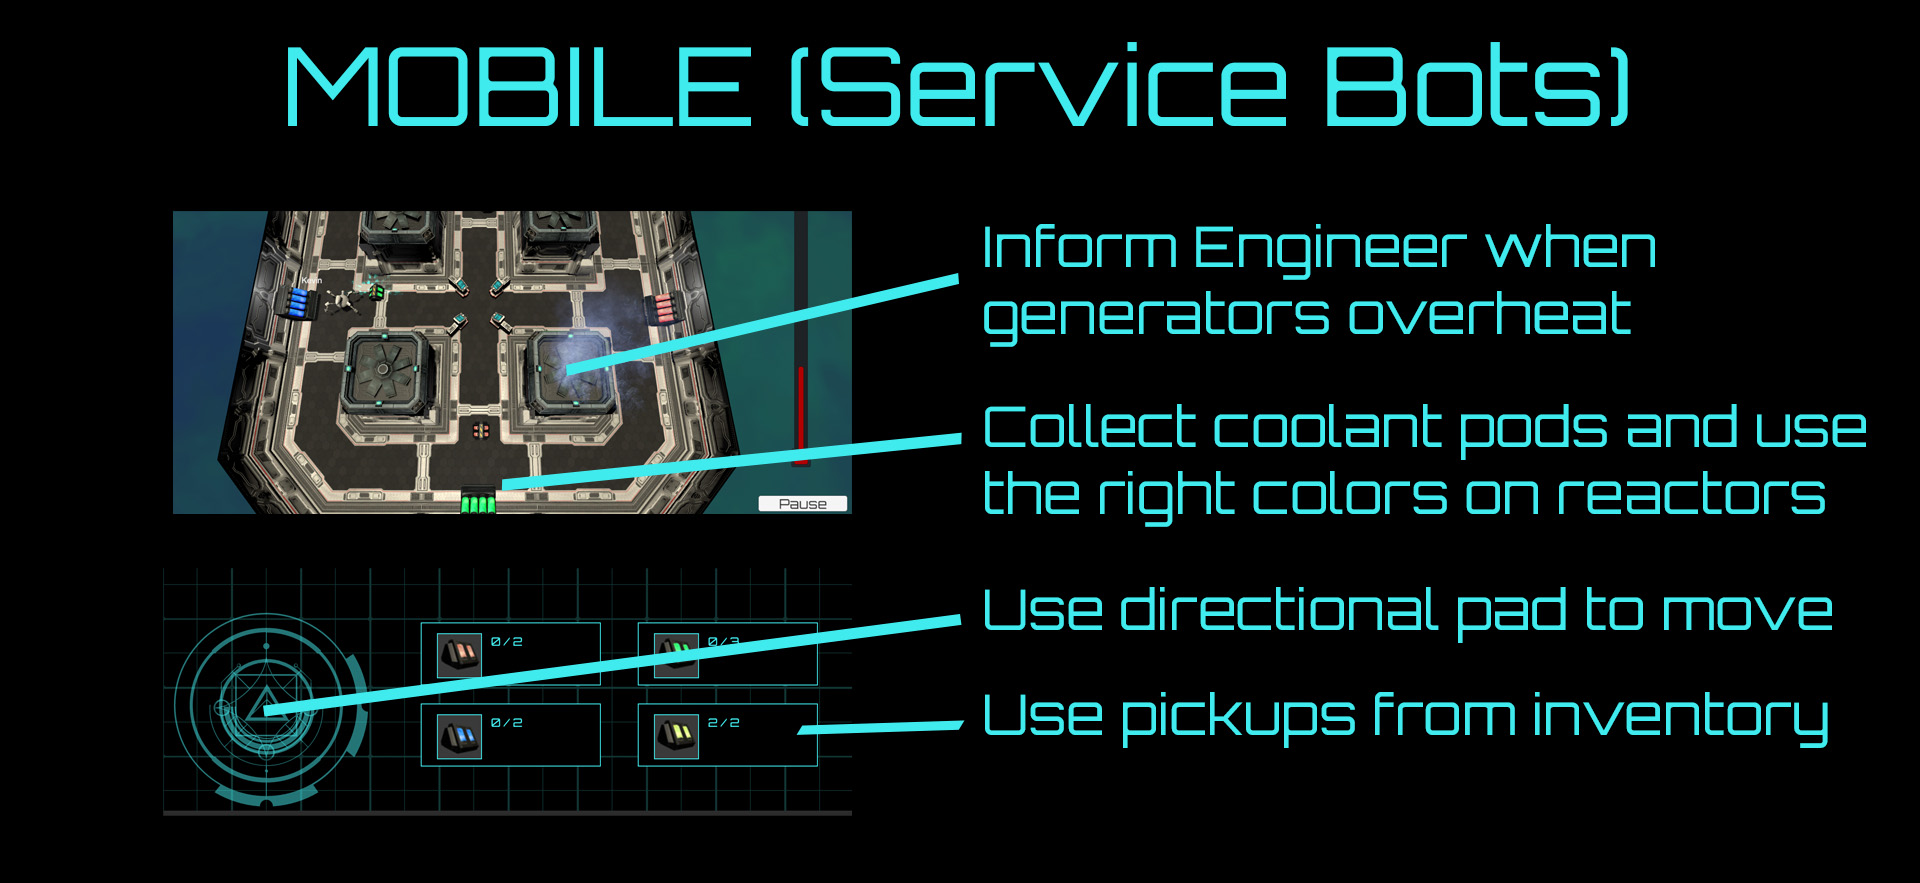 MOBILE (Service Bots)
Kevin
Pause
Inform Engineer when
generators overheat
Collect coolant pods and use
the right colors on reactors
0/2
0/3
0/2
2/2
Use directional pad to move
Use pickups from inventory